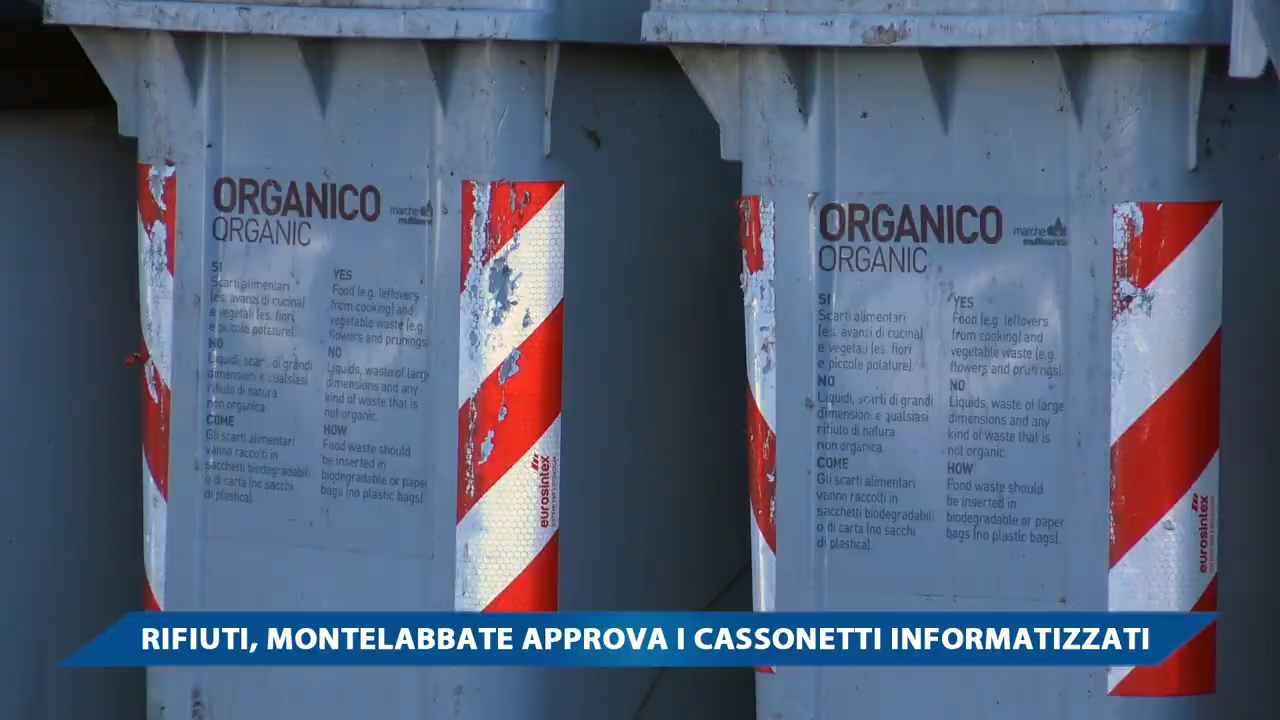 ORGANICO
ORGANIC
marche
multiservizi
SI
Scarti alimentari
(es. avanzi di cucina)
e vegetali (es. fiori
e piccole potature).
NO
Liquidi, scarti di grandi
dimensioni e qualsiasi
rifiuto di natura
non organica
COME
Gli scarti alimentari
vanno raccolti in
sacchetti biodegradabili
o di carta (no sacchi
di plastica).
YES
Food (e.g. leftovers
from cooking) and
vegetable waste (e.g.
flowers and prunings
NO
Liquids, waste of larg
dimensions and any
kind of waste that is
not organic.
HOW
Food waste should
be inserted in
biodegradable or paper
bags (no plastic bags).
eurosintex
ORGANICO
ORGANIC
marche
multiservizi
SI
Scarti alimentari
(es. avanzi di cucina)
e vegetali (es. fiori
e piccole potature).
NO
Liquidi, scarti di grandi
dimensioni e qualsiasi
rifiuto di natura
non organica.
COME
Gli scarti alimentari
vanno raccolti in
sacchetti biodegradabili
o di carta (no sacchi
di plastica).
YES
Food (e.g. leftovers
from cooking) and
vegetable waste (e.g.
flowers and prunings).
NO
Liquids, waste of large
dimensions and any
kind of waste that is
not organic.
HOW
Food waste should
be inserted in
biodegradable or paper
bags (no plastic bags).
eurosintex
RIFIUTI, MONTELABBATE APPROVA I CASSONETTI INFORMATIZZATI